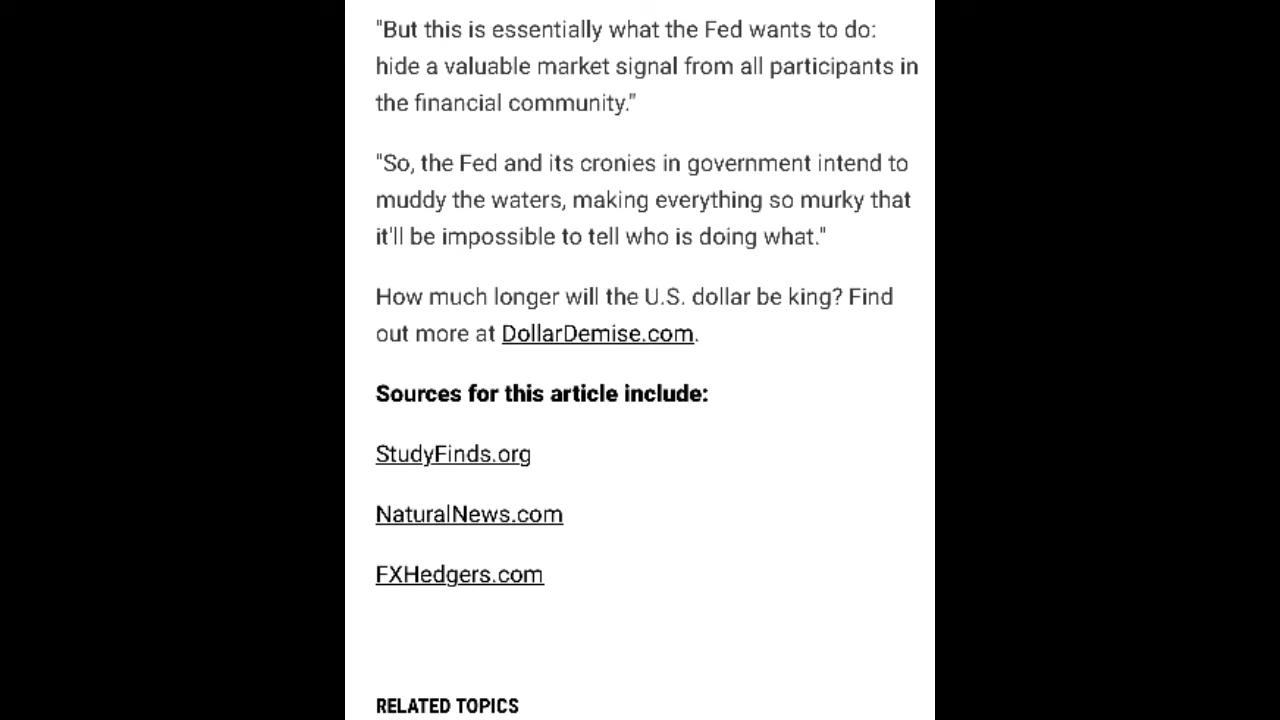 "But this is essentially what the Fed wants to do:
hide a valuable market signal from all participants in
the financial community."
"So, the Fed and its cronies in government intend to
muddy the waters, making everything so murky that
it'll be impossible to tell who is doing what."
How much longer will the U.S. dollar be king? Find
out more at DollarDemise.com.
Sources for this article include:
StudyFinds.org
NaturalNews.com
FXHedgers.com
RELATED TOPICS